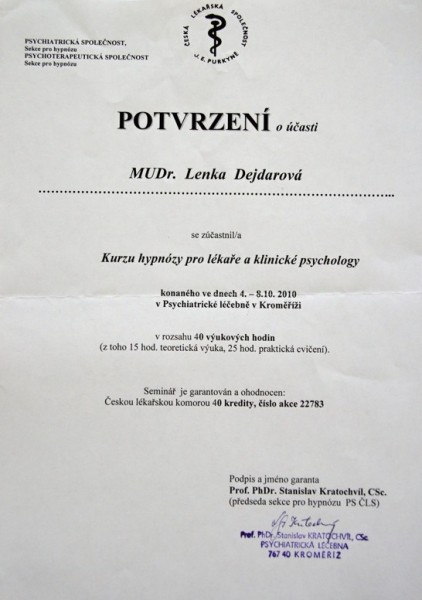 PSYCHIATRICKÁ SPOLEČNOST,
Sekce pro hypnózu
PSYCHOTERAPEUTICKÁ SPOLEČNOST
Sekce pro hypnózu
ČESKÁ LÉKAŘSKÁ SPOLEČNOST
J. E. PURKYNĚ
POTVRZENÍ o účasti
MUDr. Lenka Dejdarová
se zúčastnil/a
Kurzu hypnózy pro lékaře a klinické psychology
konaného ve dnech 4. – 8.10. 2010
v Psychiatrické léčebně v Kroměříži
v rozsahu 40 výukových hodin
(z toho 15 hod. teoretická výuka, 25 hod. praktická cvičení).
Seminář je garantován a ohodnocen:
Českou lékařskou komorou 40 kredity, číslo akce 22783
Podpis a jméno garanta
Prof. PhDr. Stanislav Kratochvíl, CSc.
(předseda sekce pro hypnózu PS ČLS)
Prof. PhDr. Stanislav KRATOCHVÍL, CSc.
PSYCHIATRICKÁ LÉČEBNA
767 40 KROMĚŘÍŽ